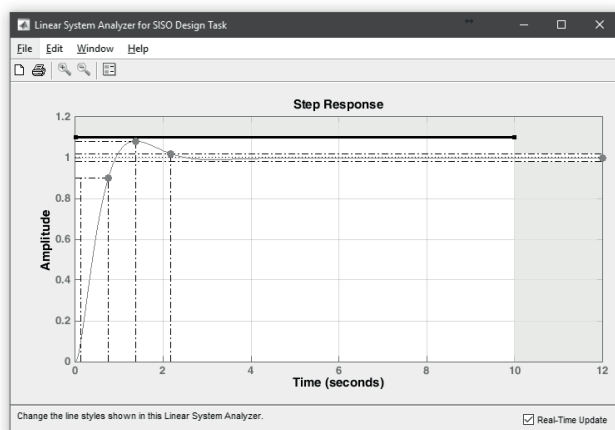 Linear System Analyzer for SISO Design Task
File Edit Window Help
Step Response
1.2
1
0.8
0.6
0.4
0.2
0
Amplitude
0 2 4 6 8 10 12
Time (seconds)
Change the line styles shown in this Linear System Analyzer.
Real-Time Update